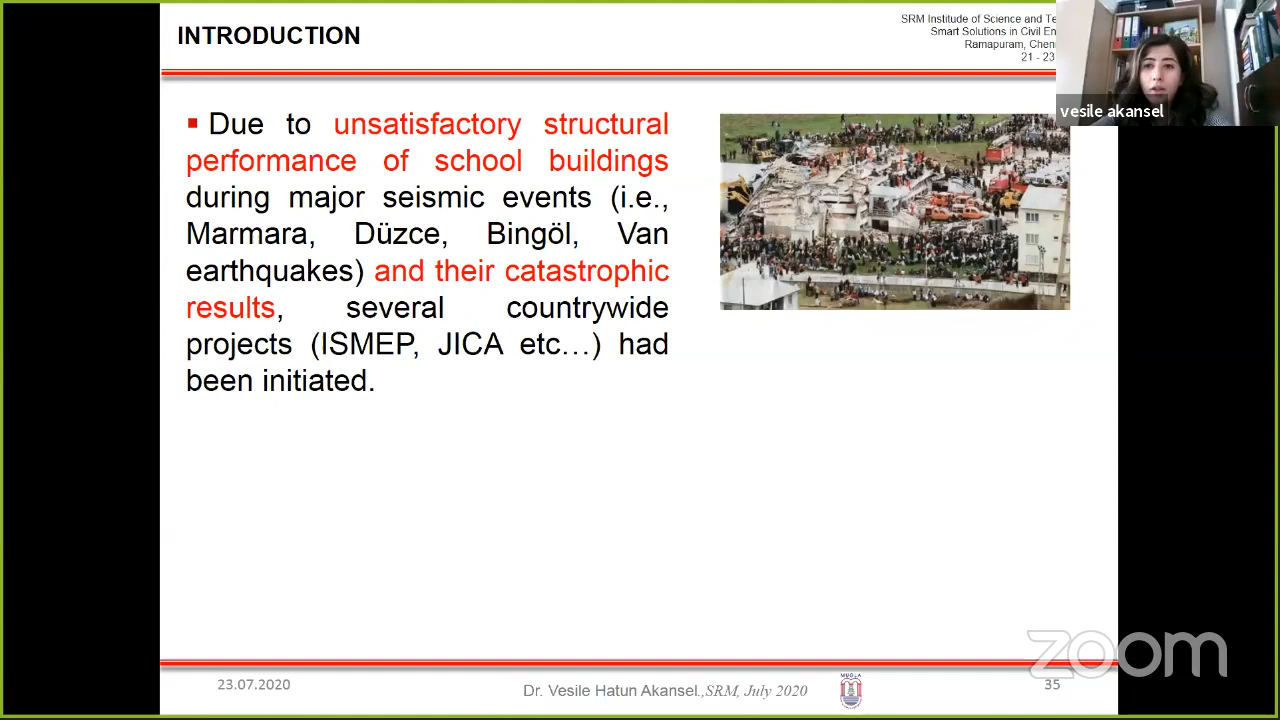 INTRODUCTION
SRM Institude of Science and Te
Smart Solutions in Civil En
Ramapuram, Chen
21 - 23
vesile akansel
Due to unsatisfactory structural
performance of school buildings
during major seismic events (i.e.,
Marmara, Düzce, Bingöl, Van
earthquakes) and their catastrophic
results, several countrywide
projects (ISMEP, JICA etc…) had
been initiated.
zoom
23.07.2020
Dr. Vesile Hatun Akansel.,SRM, July 2020
MUĞLA
35